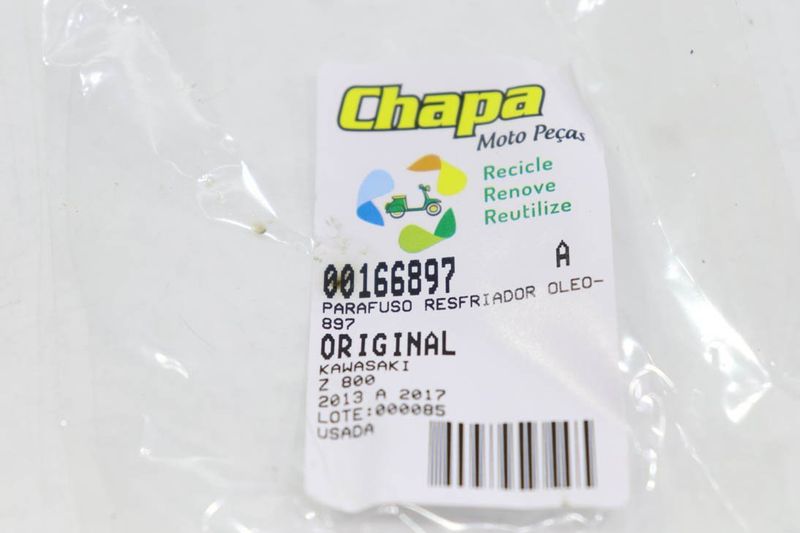 Chapa
Moto Peças
Recicle
Renove
Reutilize
00166897 A
PARAFUSO RESFRIADOR OLEO-
897
ORIGINAL
KAWASAKI
Z 800
2013 A 2017
LOTE:000085
USADA